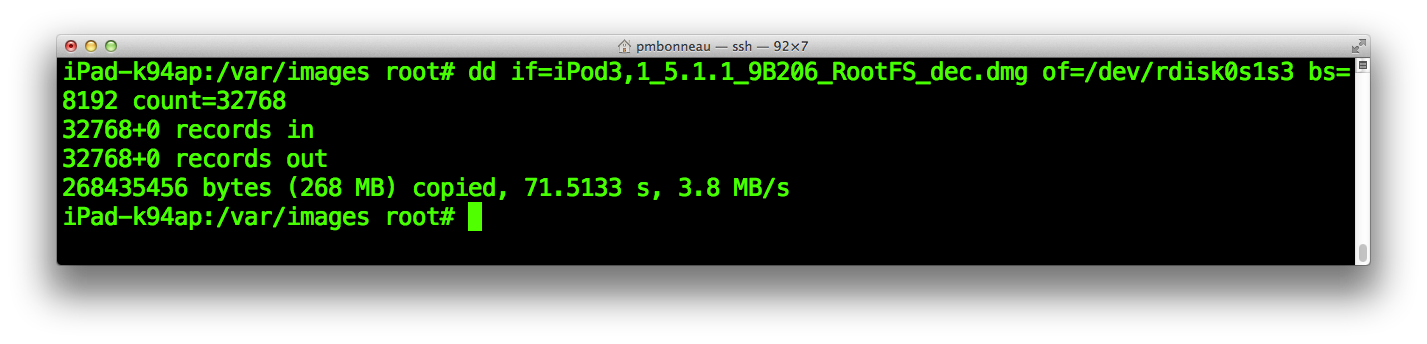 pmbonneau — ssh — 92×7
iPad-k94ap:/var/images root# dd if=iPod3,1_5.1.1_9B206_RootFS_dec.dmg of=/dev/rdisk0s1s3 bs=
8192 count=32768
32768+0 records in
32768+0 records out
268435456 bytes (268 MB) copied, 71.5133 s, 3.8 MB/s
iPad-k94ap:/var/images root#